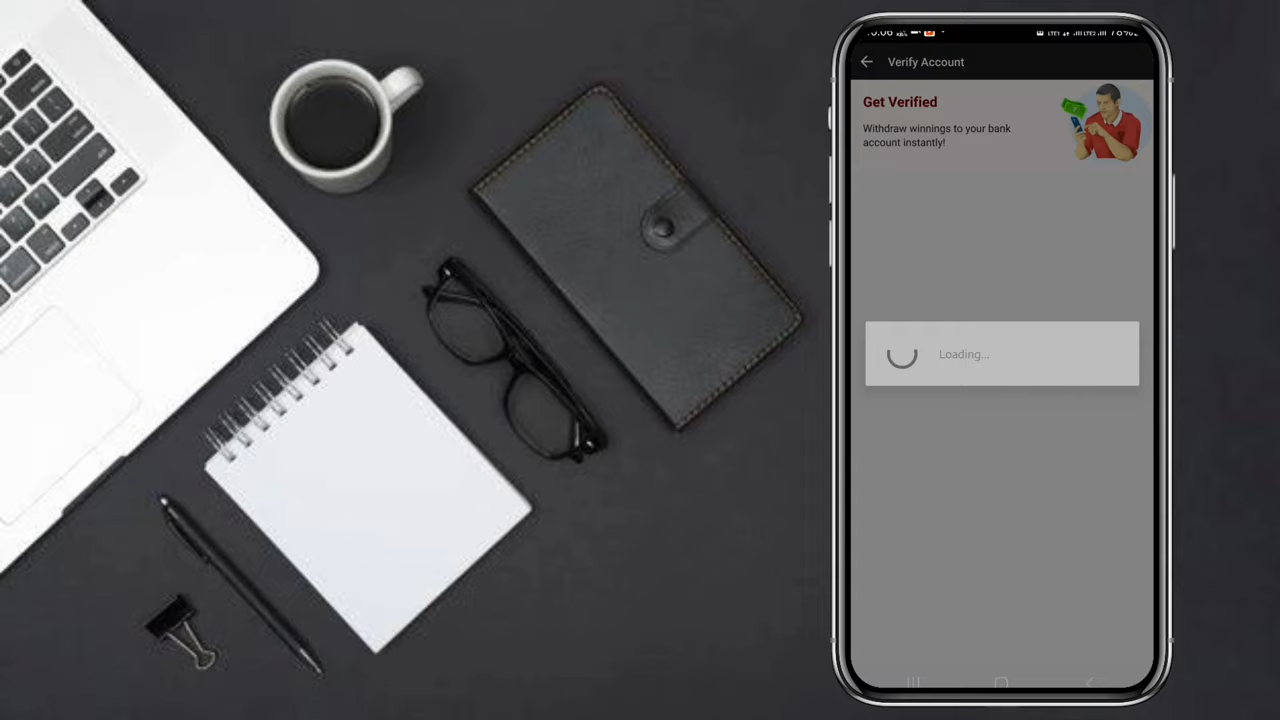 Verify Account
Get Verified
Withdraw winnings to your bank
account instantly!
Loading...